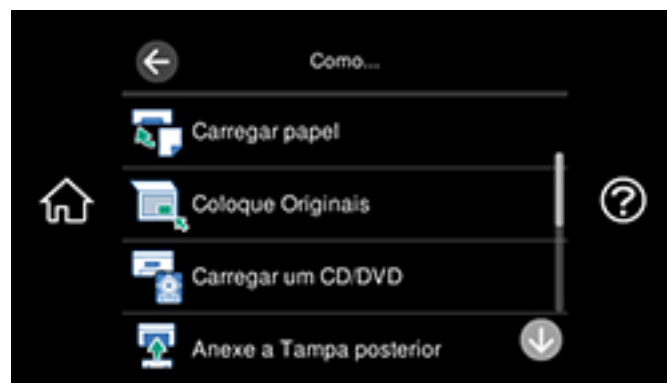 Como...
Carregar papel
Coloque Originais
Carregar um CD/DVD
Anexe a Tampa posterior